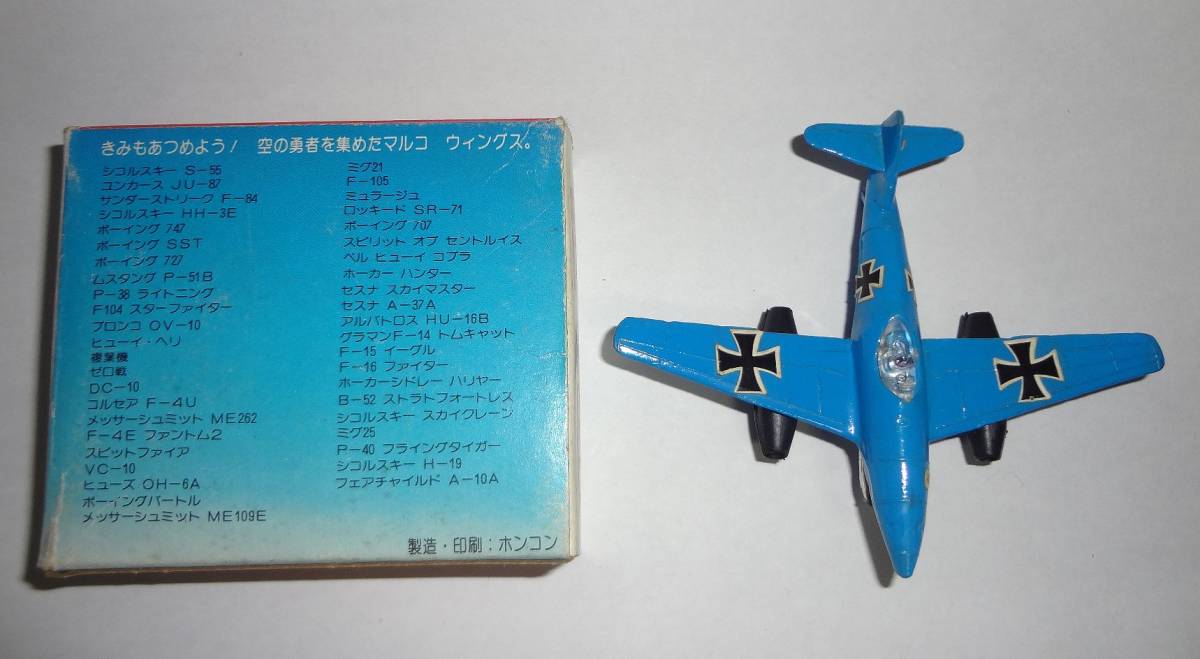 きみもあつめよう! 空の勇者を集めたマルコ ウィングス。
シコルスキー S-55
ユンカース JU-87
サンダーストリーク F-84
シコルスキー HH-3E
ボーイング 747
ボーイング SST
ボーイング 727
ムスタング P-51B
P-38 ライトニング
F104 スターファイター
ブロンコ OV-10
ヒューイ・ヘリ
複葉機
ゼロ戦
DC-10
コルセア F-4U
メッサーシュミット ME262
F-4E ファントム2
スピットファイア
VC-10
ヒューズ OH-6A
ボーイングバートル
メッサーシュミット ME109E
ミグ21
F-105
ミュラージュ
ロッキード SR-71
ボーイング 707
スピリット オブ セントルイス
ベル ヒューイ コブラ
ホーカー ハンター
セスナ スカイマスター
セスナ A-37A
アルバトロス HU-16B
グラマンF-14 トムキャット
F-15 イーグル
F-16 ファイター
ホーカーシドレー ハリヤー
B-52 ストラトフォートレス
シコルスキー スカイクレーン
ミグ25
P-40 フライングタイガー
シコルスキー H-19
フェアチャイルド A-10A
製造・印刷:ホンコン